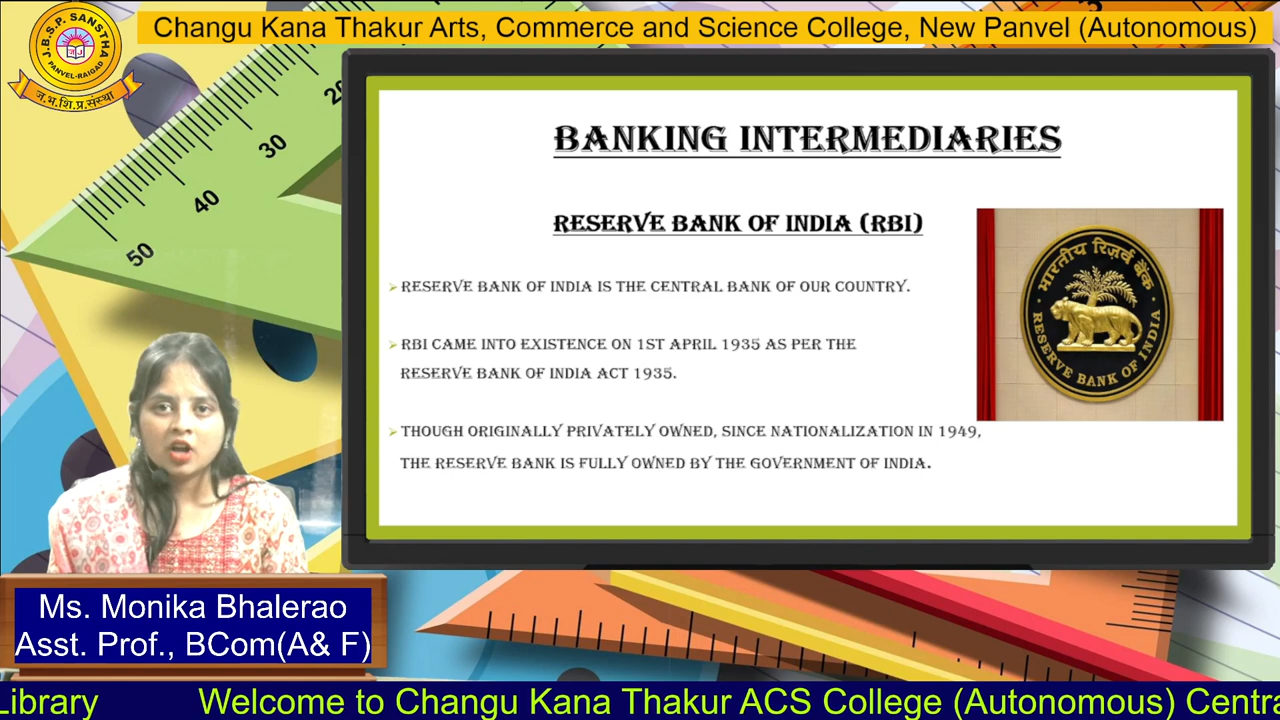 J.B.S.P. SANSTHA
PANVEL-RAIGAD
ज.भ.शि.प्र.संस्था
Changu Kana Thakur Arts, Commerce and Science College, New Panvel (Autonomous)
30
40
50
BANKING INTERMEDIARIES
RESERVE BANK OF INDIA (RBI)
RESERVE BANK OF INDIA IS THE CENTRAL BANK OF OUR COUNTRY.
RBI CAME INTO EXISTENCE ON 1ST APRIL 1935 AS PER THE
RESERVE BANK OF INDIA ACT 1935.
THOUGH ORIGINALLY PRIVATELY OWNED, SINCE NATIONALIZATION IN 1949,
THE RESERVE BANK IS FULLY OWNED BY THE GOVERNMENT OF INDIA.
भारतीय रिज़र्व बैंक
RESERVE BANK OF INDIA
Ms. Monika Bhalerao
Asst. Prof., BCom(A& F)
Library Welcome to Changu Kana Thakur ACS College (Autonomous) Centra